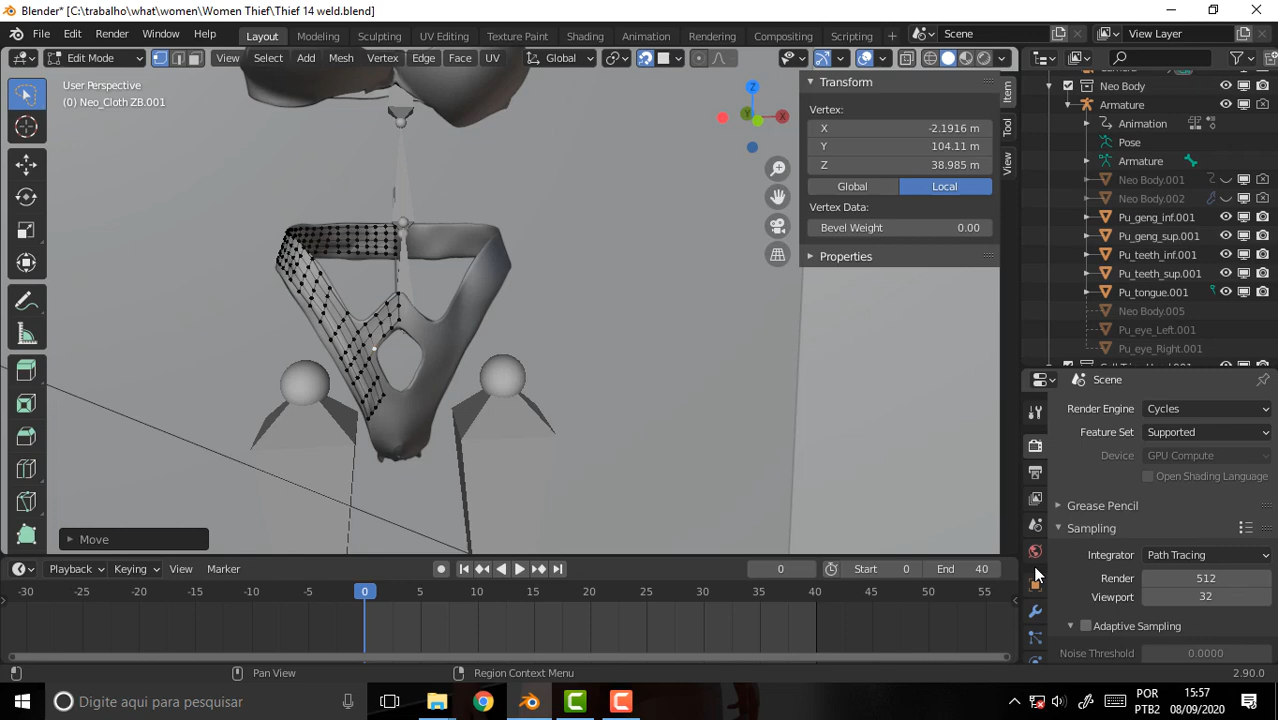 Blender* [C:\trabalho\what\women\Women Thief\Thief 14 weld.blend]
File Edit Render Window Help Layout Modeling Sculpting UV Editing Texture Paint Shading Animation Rendering Compositing Scripting Scene View Layer
Edit Mode View Select Add Mesh Vertex Edge Face UV Global
User Perspective
(0) Neo_Cloth ZB.001
Transform
Vertex:
X -2.1916 m
Y 104.11 m
Z 38.985 m
Global Local
Vertex Data:
Bevel Weight 0.00
Properties
Item
Tool
View
Z
Y
X
Move
Neo Body
Armature
Animation
Pose
Armature
Neo Body.001
Neo Body.002
Pu_geng_inf.001
Pu_geng_sup.001
Pu_teeth_inf.001
Pu_teeth_sup.001
Pu_tongue.001
Neo Body.005
Pu_eye_Left.001
Pu_eye_Right.001
Scene
Render Engine Cycles
Feature Set Supported
Device GPU Compute
Open Shading Language
Grease Pencil
Sampling
Integrator Path Tracing
Render 512
Viewport 32
Adaptive Sampling
Noise Threshold 0.0000
Playback Keying View Marker 0 Start 0 End 40
-30 -25 -20 -15 -10 -5 0 5 10 15 20 25 30 35 40 45 50 55
Pan View Region Context Menu 2.90.0
Digite aqui para pesquisar
POR
PTB2
15:57
08/09/2020